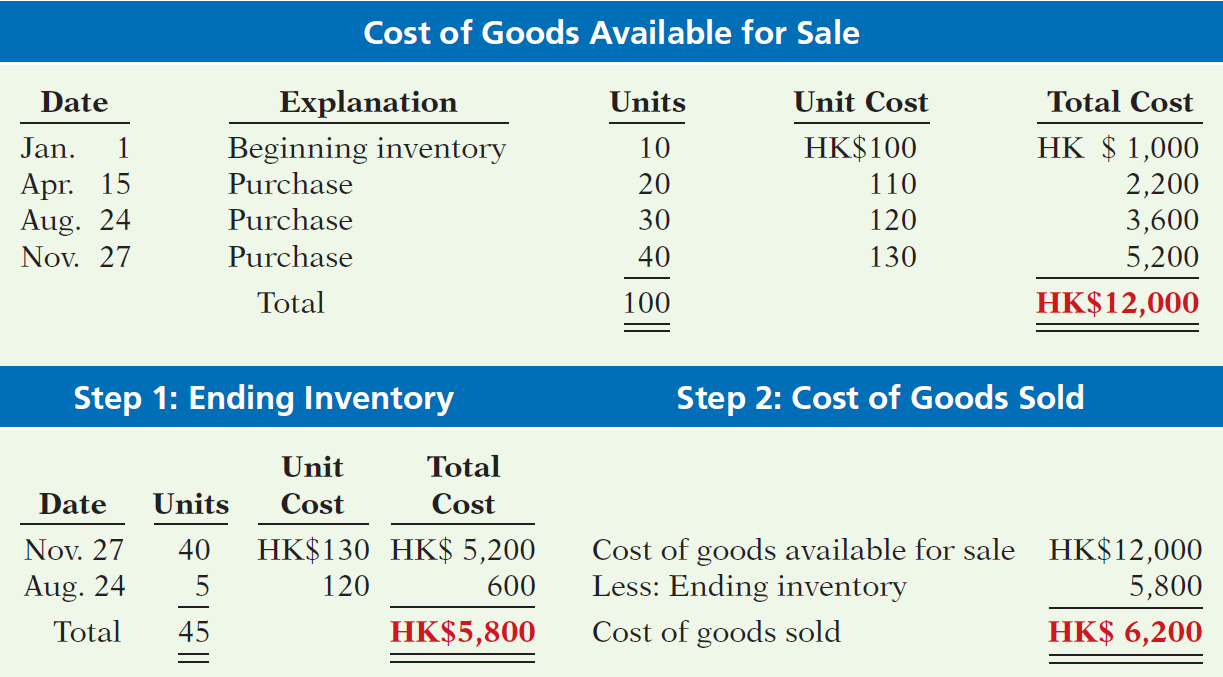 Cost of Goods Available for Sale
Date Explanation Units Unit Cost Total Cost
Jan. 1 Beginning inventory 10 HK$100 HK $ 1,000
Apr. 15 Purchase 20 110 2,200
Aug. 24 Purchase 30 120 3,600
Nov. 27 Purchase 40 130 5,200
Total 100 HK$12,000
Step 1: Ending Inventory Step 2: Cost of Goods Sold
Unit Total
Date Units Cost Cost
Nov. 27 40 HK$130 HK$ 5,200 Cost of goods available for sale HK$12,000
Aug. 24 5 120 600 Less: Ending inventory 5,800
Total 45 HK$5,800 Cost of goods sold HK$ 6,200